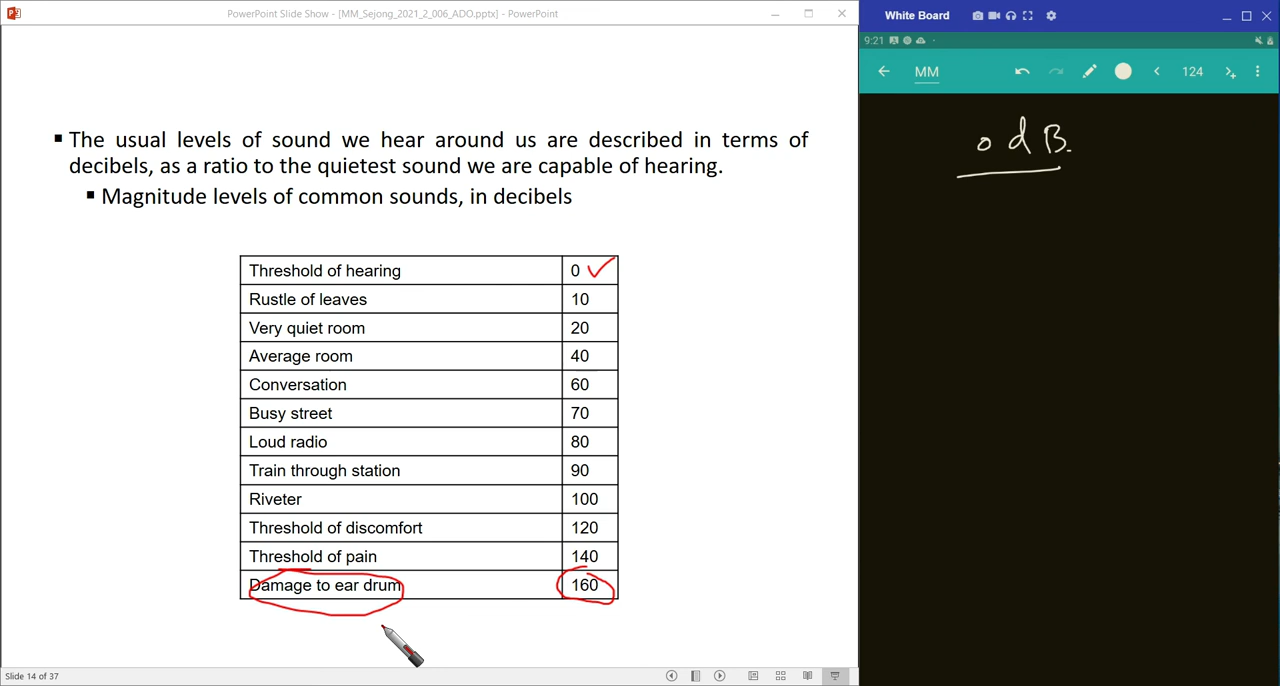 PowerPoint Slide Show - [MM_Sejong_2021_2_006_ADO.pptx] - PowerPoint
▪ The usual levels of sound we hear around us are described in terms of
decibels, as a ratio to the quietest sound we are capable of hearing.
▪ Magnitude levels of common sounds, in decibels
Threshold of hearing 0
Rustle of leaves 10
Very quiet room 20
Average room 40
Conversation 60
Busy street 70
Loud radio 80
Train through station 90
Riveter 100
Threshold of discomfort 120
Threshold of pain 140
Damage to ear drum 160
Slide 14 of 37
White Board
9:21
MM 124
0 dB.